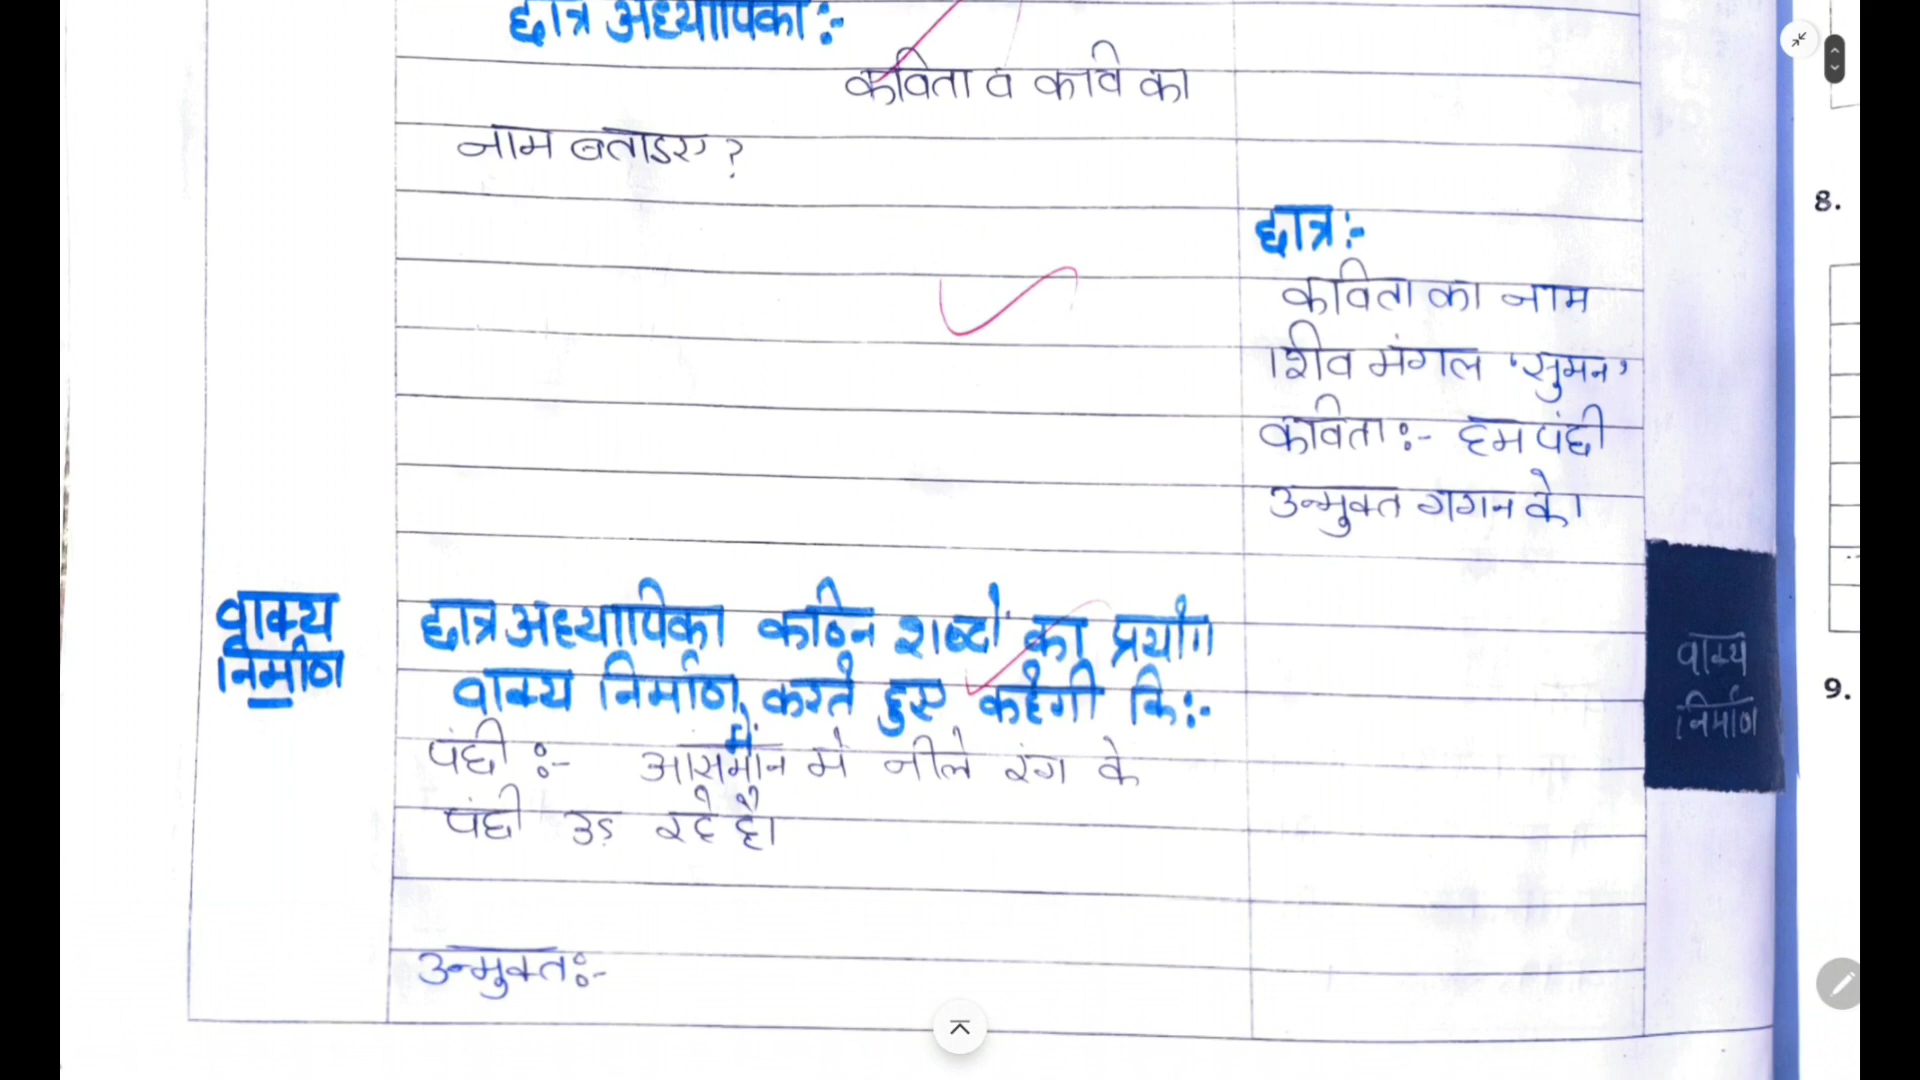 छात्र अध्यापिका :-
कविता व कवि का
नाम बताइए ?
छात्र :-
कविता का नाम
शिव मंगल 'सुमन'
कविता :- हम पंछी
उन्मुक्त गगन के।
वाक्य
निर्माण
छात्र अध्यापिका कठिन शब्दों का प्रयोग
वाक्य निर्माण में करते हुए कहेगी कि :-
पंछी :- आसमान मे नीले रंग के
पंछी उड़ रहे है।
उन्मुक्त :-
वाक्य
निर्माण
8.
9.